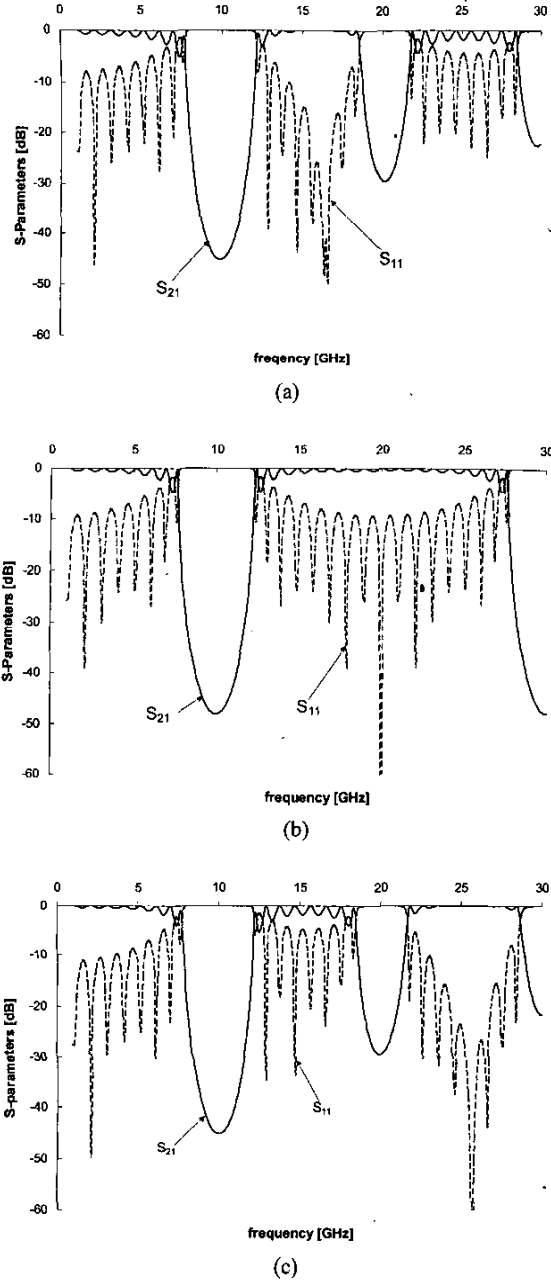 0 5 10 15 20 25 30
0
-10
-20
-30
-40
-50
-60
S-Parameters [dB]
S21
S11
freqency [GHz]
(a)
0 5 10 15 20 25 30
0
-10
-20
-30
-40
-50
-60
S-Parameters [dB]
S21
S11
frequency [GHz]
(b)
0 5 10 15 20 25 30
0
-10
-20
-30
-40
-50
-60
S-parameters [dB]
S11
S21
frequency [GHz]
(c)